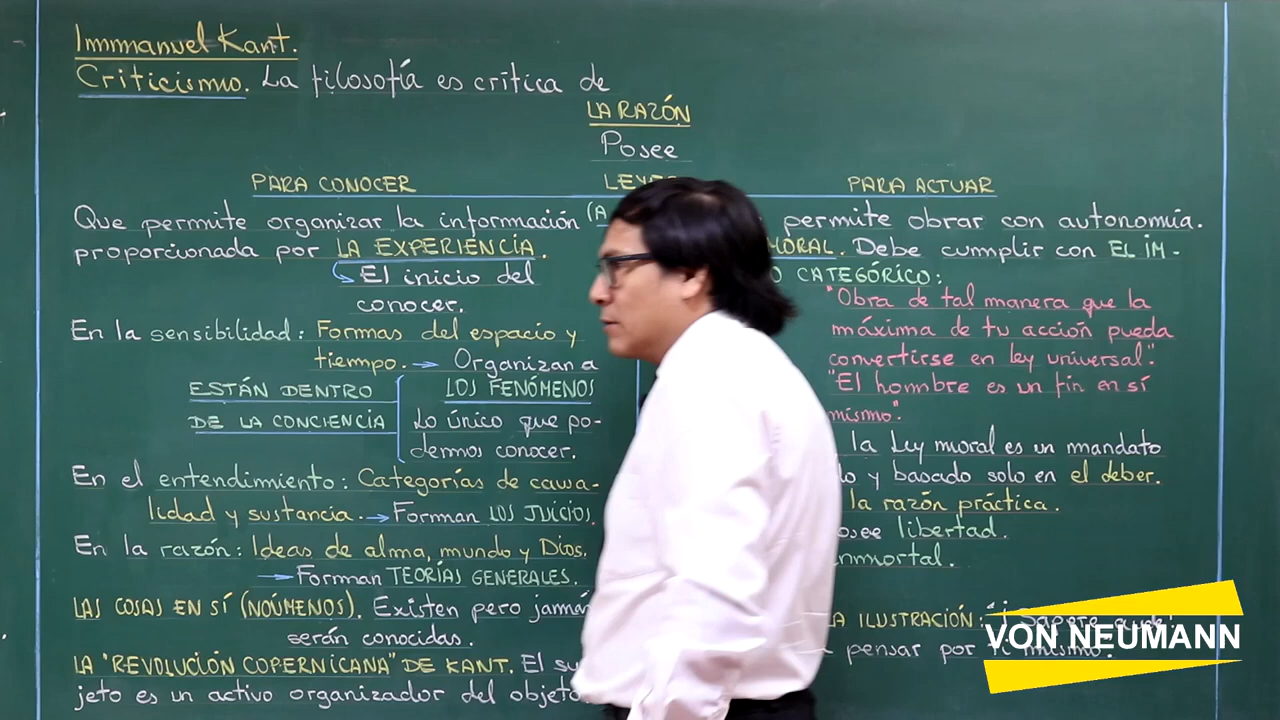 Immanuel Kant.
Criticismo. La filosofía es crítica de
LA RAZÓN
Posee
PARA CONOCER
PARA ACTUAR
Que permite organizar la información (A
proporcionada por LA EXPERIENCIA.
El inicio del
conocer.
En la sensibilidad: Formas del espacio y
tiempo. → Organizan a
ESTÁN DENTRO
LOS FENÓMENOS
DE LA CONCIENCIA
Lo único que po-
demos conocer.
En el entendimiento: Categorías de causa-
lidad y sustancia. → Forman LOS JUICIOS.
En la razón: Ideas de alma, mundo y Dios.
→ Forman TEORÍAS GENERALES.
LAS COSAS EN SÍ (NOÚMENOS). Existen pero jamás
serán conocidas.
LA "REVOLUCIÓN COPERNICANA" DE KANT. El su
jeto es un activo organizador del objeto
permite obrar con autonomía.
MORAL. Debe cumplir con EL IM-
O CATEGÓRICO:
"Obra de tal manera que la
máxima de tu acción pueda
convertirse en ley universal".
"El hombre es un fin en sí
mismo".
la Ley moral es un mandato
y basado solo en el deber.
la razón práctica.
libertad.
inmortal.
LA ILUSTRACIÓN:
pensar por ti mismo.
VON NEUMANN